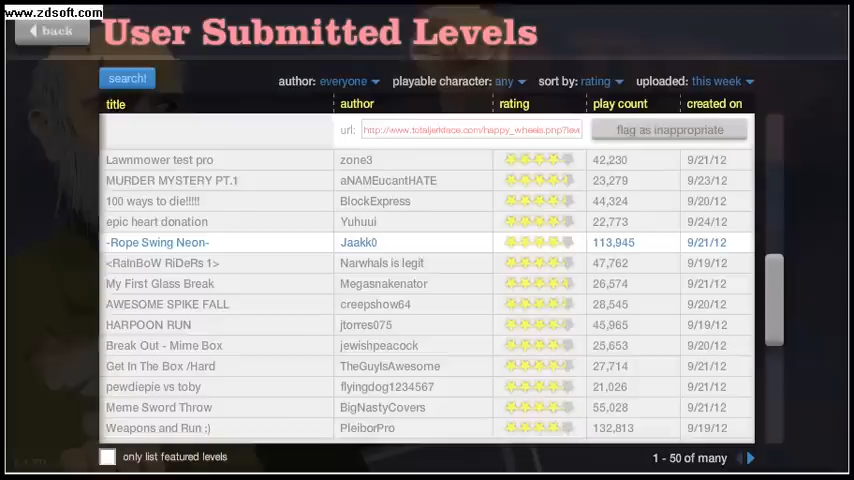 www.zdsoft.com
back
User Submitted Levels
search!
author: everyone playable character: any sort by: rating uploaded: this week
title author rating play count created on
url: http://www.totaljerkface.com/happy_wheels.php?leve flag as inappropriate
Lawnmower test pro zone3 42,230 9/21/12
MURDER MYSTERY PT.1 aNAMEucantHATE 23,279 9/23/12
100 ways to die!!!!! BlockExpress 44,324 9/20/12
epic heart donation Yuhuui 22,773 9/24/12
-Rope Swing Neon- Jaakk0 113,945 9/21/12
<RaInBoW RiDeRs 1> Narwhals is legit 47,762 9/19/12
My First Glass Break Megasnakenator 26,574 9/21/12
AWESOME SPIKE FALL creepshow64 28,545 9/20/12
HARPOON RUN jtorres075 45,965 9/19/12
Break Out - Mime Box jewishpeacock 25,653 9/20/12
Get In The Box /Hard TheGuyIsAwesome 27,714 9/21/12
pewdiepie vs toby flyingdog1234567 21,026 9/21/12
Meme Sword Throw BigNastyCovers 55,028 9/21/12
Weapons and Run :) PleiborPro 132,813 9/19/12
only list featured levels 1 - 50 of many